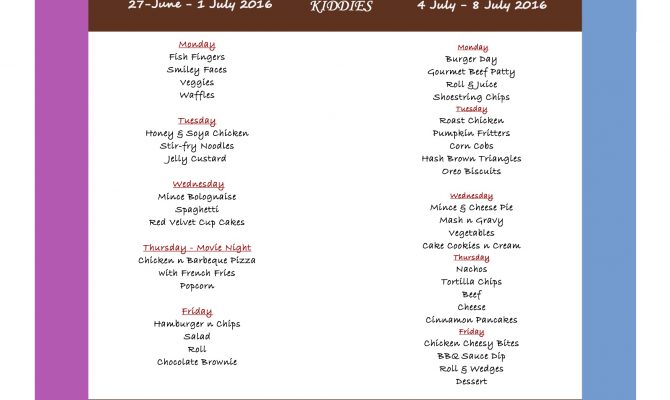 27-June - 1 July 2016
KIDDIES
4 July - 8 July 2016
Monday
Fish Fingers
Smiley Faces
Veggies
Waffles
Tuesday
Honey & Soya Chicken
Stir-fry Noodles
Jelly Custard
Wednesday
Mince Bolognaise
Spaghetti
Red Velvet Cup Cakes
Thursday - Movie Night
Chicken n Barbeque Pizza
with French Fries
Popcorn
Friday
Hamburger n Chips
Salad
Roll
Chocolate Brownie
Monday
Burger Day
Gourmet Beef Patty
Roll & Juice
Shoestring Chips
Tuesday
Roast Chicken
Pumpkin Fritters
Corn Cobs
Hash Brown Triangles
Oreo Biscuits
Wednesday
Mince & Cheese Pie
Mash n Gravy
Vegetables
Cake Cookies n Cream
Thursday
Nachos
Tortilla Chips
Beef
Cheese
Cinnamon Pancakes
Friday
Chicken Cheesy Bites
BBQ Sauce Dip
Roll & Wedges
Dessert